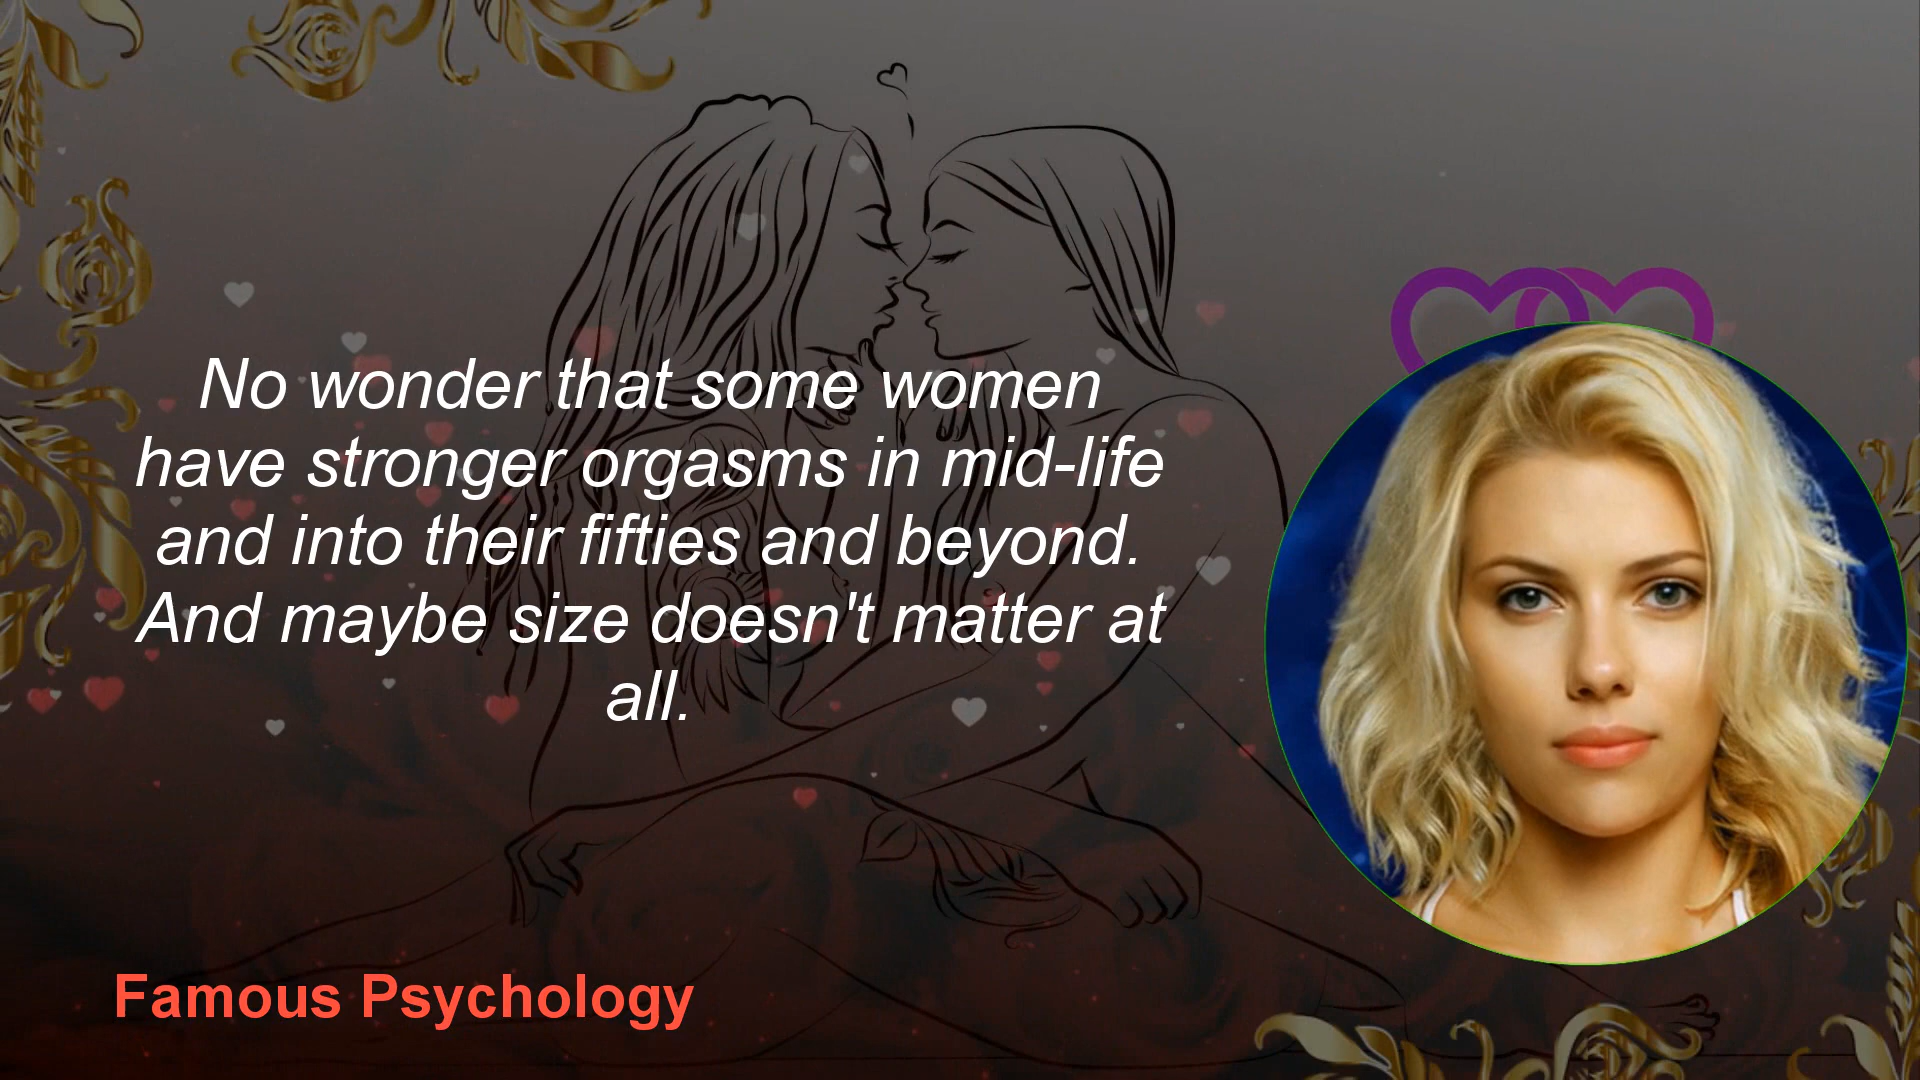 No wonder that some women
have stronger orgasms in mid-life
and into their fifties and beyond.
And maybe size doesn't matter at
all.
Famous Psychology